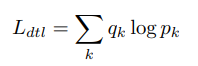 L_{dtl} = \sum_{k} q_k \log p_k